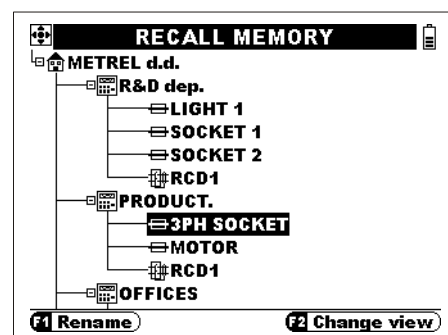 RECALL MEMORY
METREL d.d.
R&D dep.
LIGHT 1
SOCKET 1
SOCKET 2
RCD1
PRODUCT.
3PH SOCKET
MOTOR
RCD1
OFFICES
F1 Rename F2 Change view